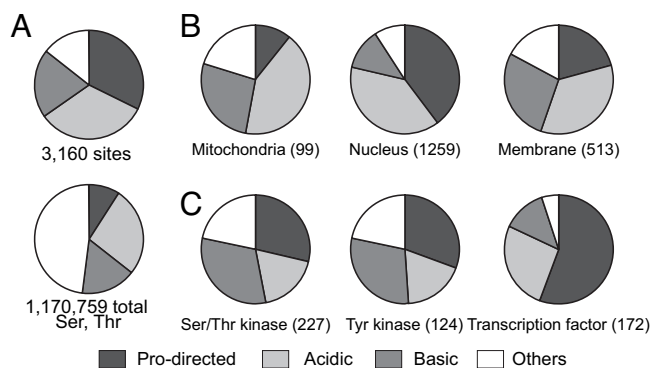 A
B
3,160 sites
Mitochondria (99) Nucleus (1259) Membrane (513)
C
1,170,759 total
Ser, Thr
Ser/Thr kinase (227) Tyr kinase (124) Transcription factor (172)
Pro-directed Acidic Basic Others